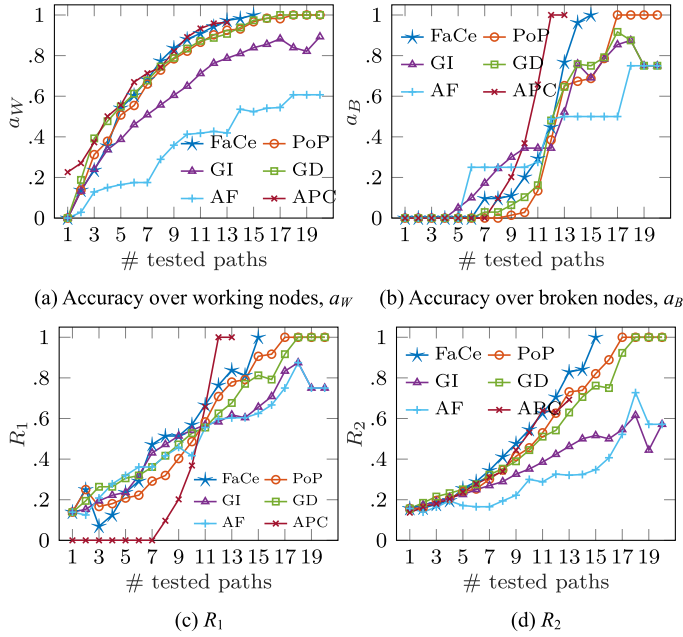 1
.8
.6
.4
.2
0
a_W
FaCe
PoP
GI
GD
AF
APC
1 3 5 7 9 11 13 15 17 19
# tested paths
(a) Accuracy over working nodes, a_W
1
.8
.6
.4
.2
0
a_B
FaCe
PoP
GI
GD
AF
APC
1 3 5 7 9 11 13 15 17 19
# tested paths
(b) Accuracy over broken nodes, a_B
1
.8
.6
.4
.2
0
R_1
FaCe
PoP
GI
GD
AF
APC
1 3 5 7 9 11 13 15 17 19
# tested paths
(c) R_1
1
.8
.6
.4
.2
0
R_2
FaCe
PoP
GI
GD
AF
APC
1 3 5 7 9 11 13 15 17 19
# tested paths
(d) R_2